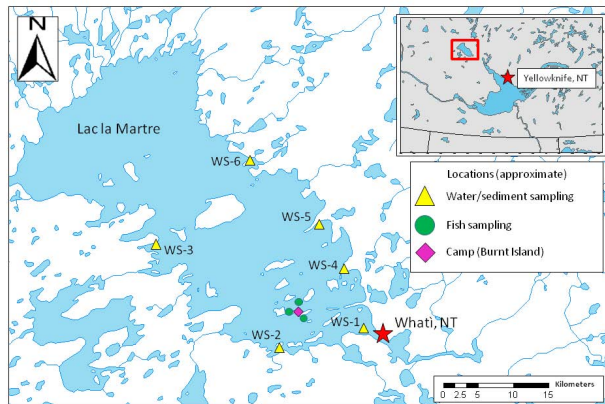 N
Lac la Martre
Yellowknife, NT
WS-6
Locations (approximate)
Water/sediment sampling
Fish sampling
Camp (Burnt Island)
WS-5
WS-3
WS-4
WS-1
Whatì, NT
WS-2
Kilometers
0 2.5 5 10 15